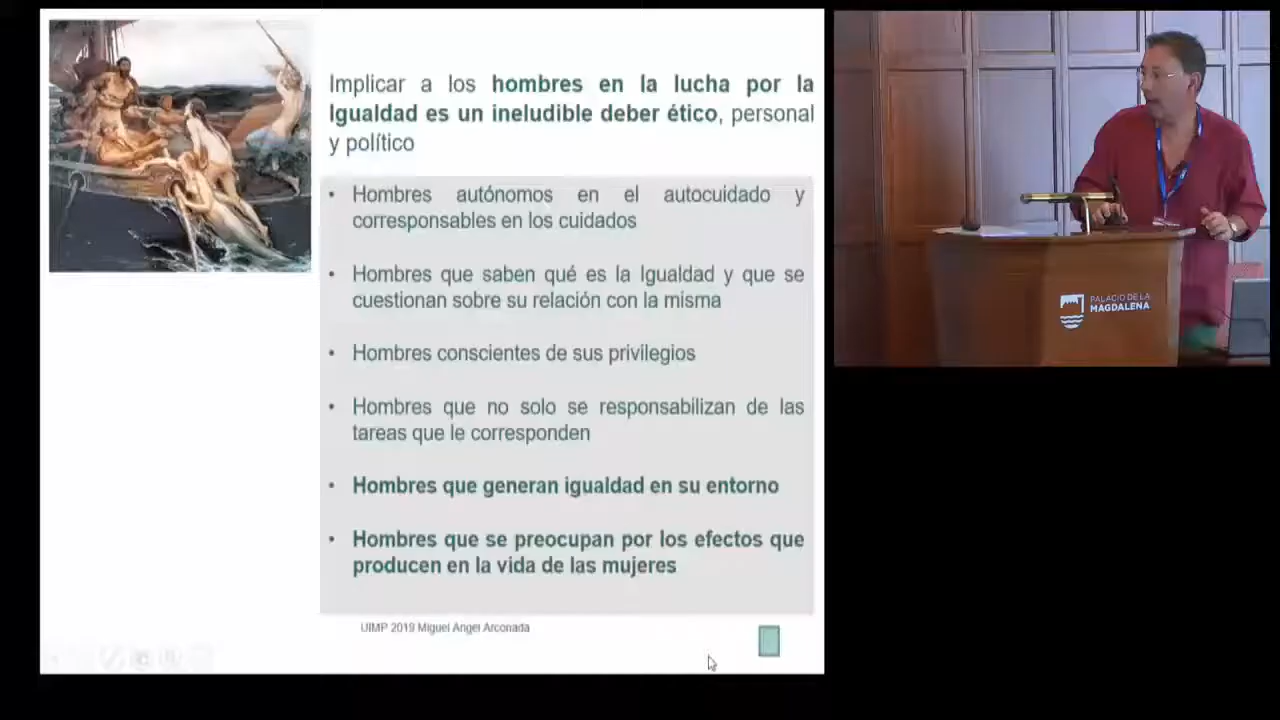 Implicar a los hombres en la lucha por la
Igualdad es un ineludible deber ético, personal
y político
• Hombres autónomos en el autocuidado y
corresponsables en los cuidados
• Hombres que saben qué es la Igualdad y que se
cuestionan sobre su relación con la misma
• Hombres conscientes de sus privilegios
• Hombres que no solo se responsabilizan de las
tareas que le corresponden
• Hombres que generan igualdad en su entorno
• Hombres que se preocupan por los efectos que
producen en la vida de las mujeres
UIMP 2019 Miguel Angel Arconada
PALACIO DE LA
MAGDALENA